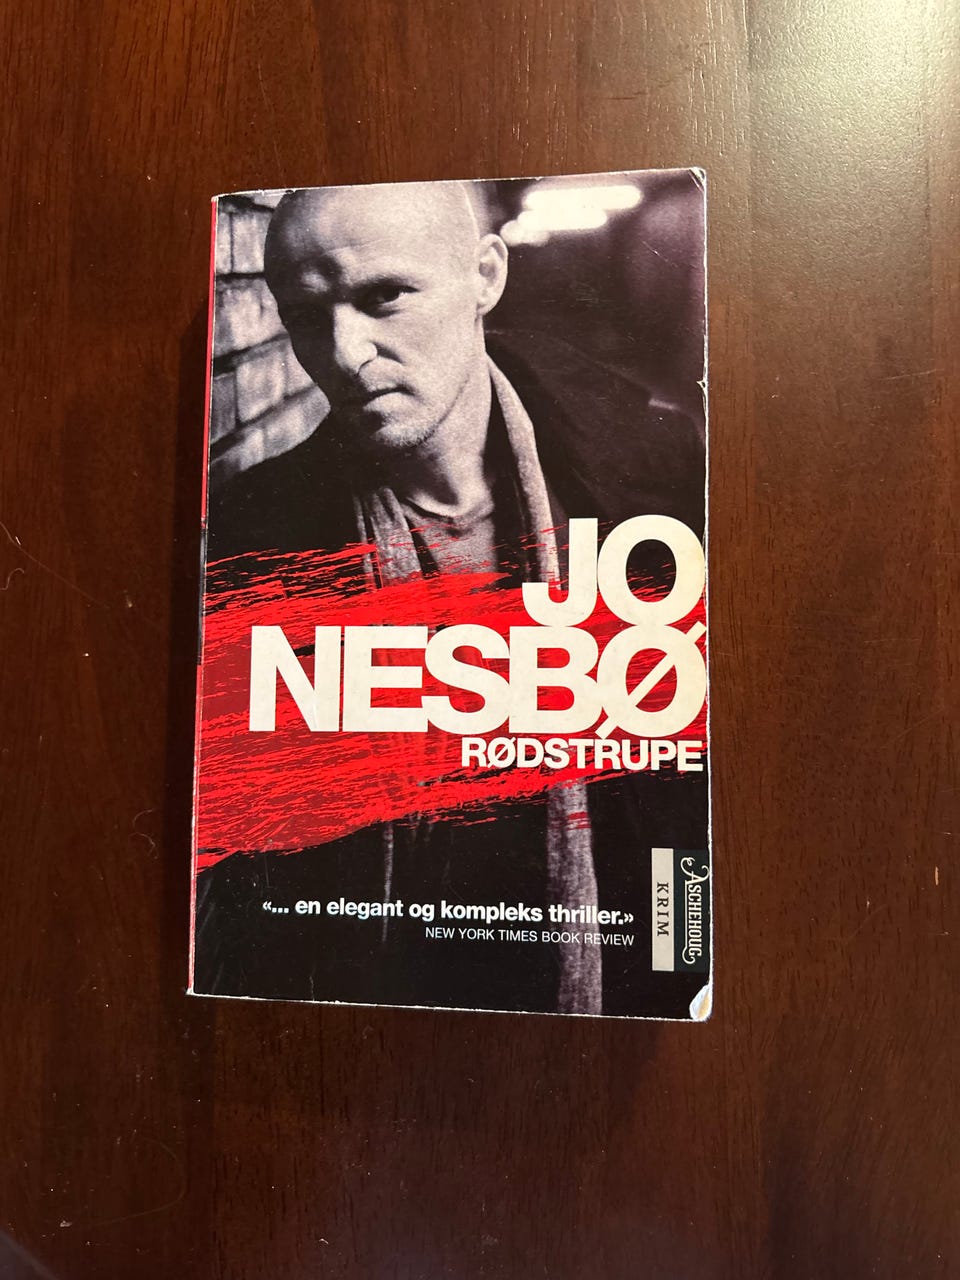 JO
NESBØ
RØDSTRUPE
«... en elegant og kompleks thriller.»
NEW YORK TIMES BOOK REVIEW
ASCHEHOUG
KRIM